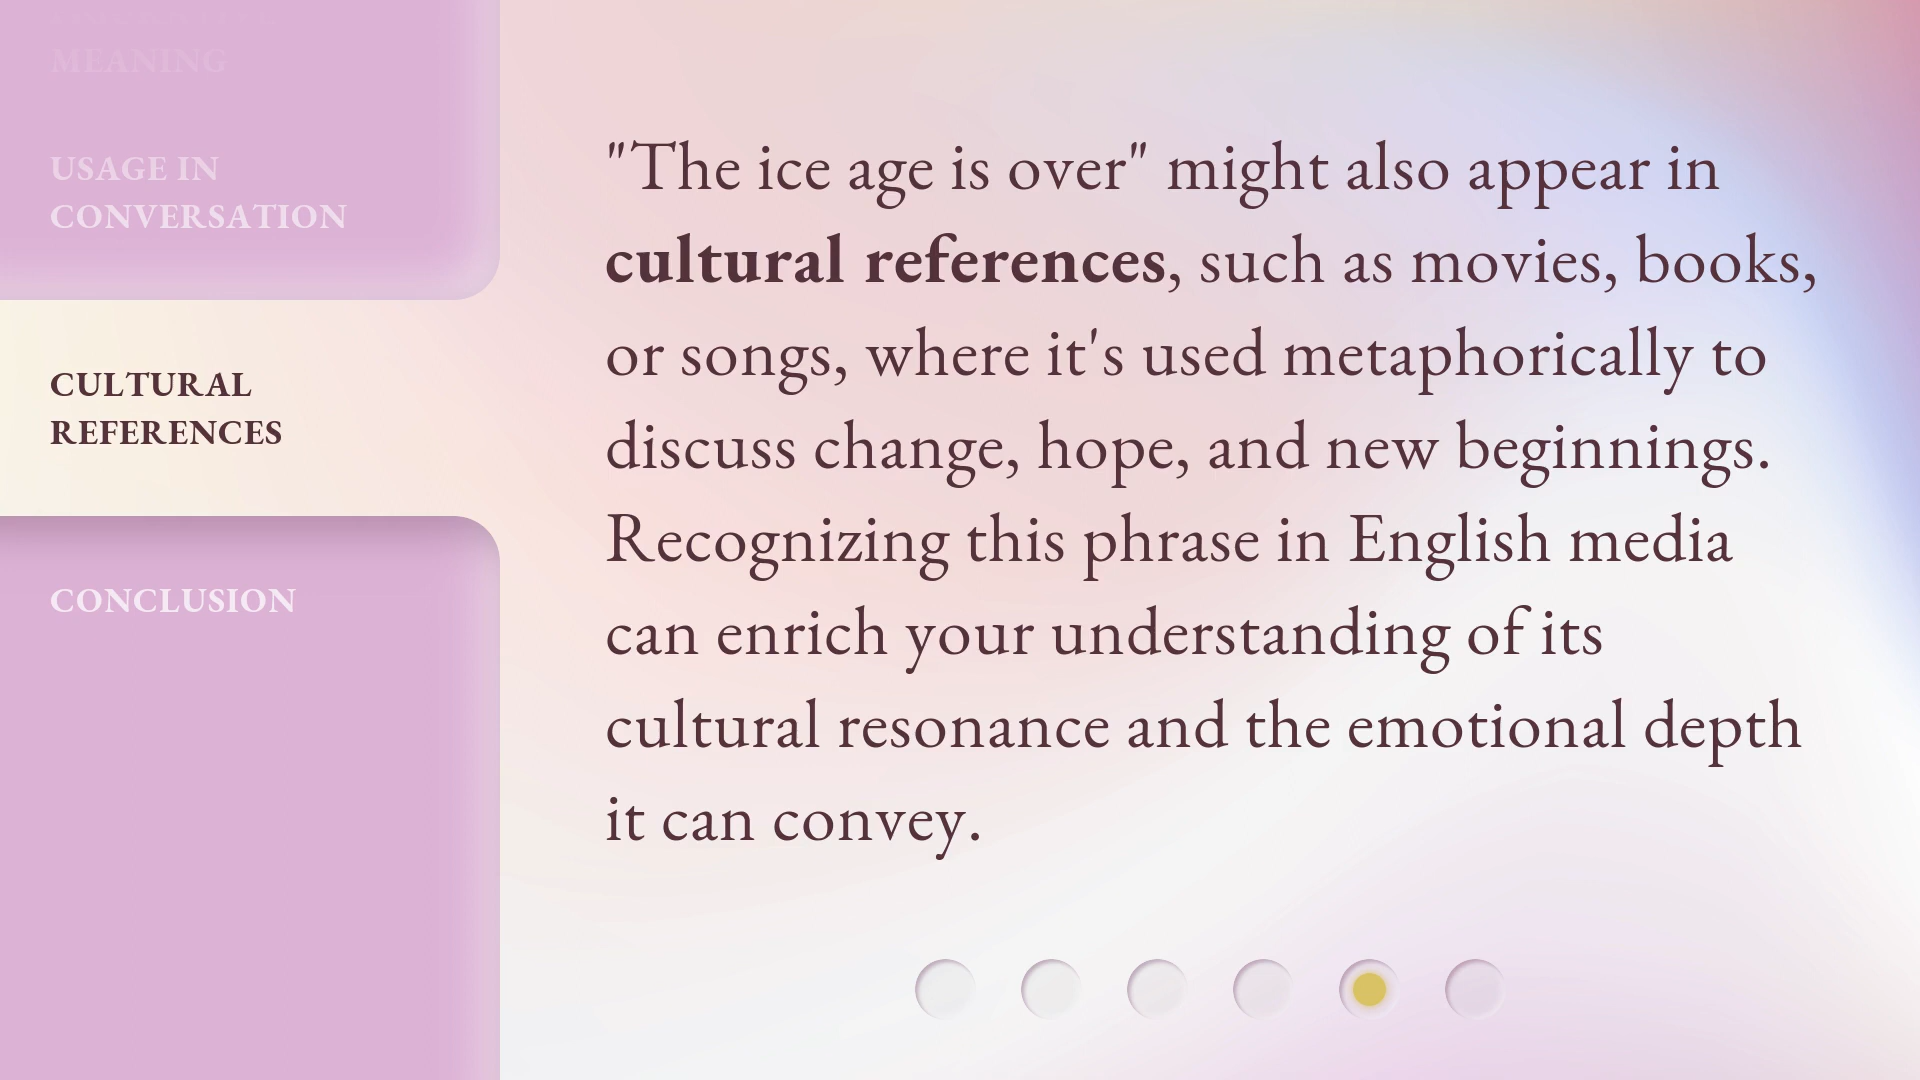 MEANING
USAGE IN
CONVERSATION
CULTURAL
REFERENCES
CONCLUSION
"The ice age is over" might also appear in
cultural references, such as movies, books,
or songs, where it's used metaphorically to
discuss change, hope, and new beginnings.
Recognizing this phrase in English media
can enrich your understanding of its
cultural resonance and the emotional depth
it can convey.